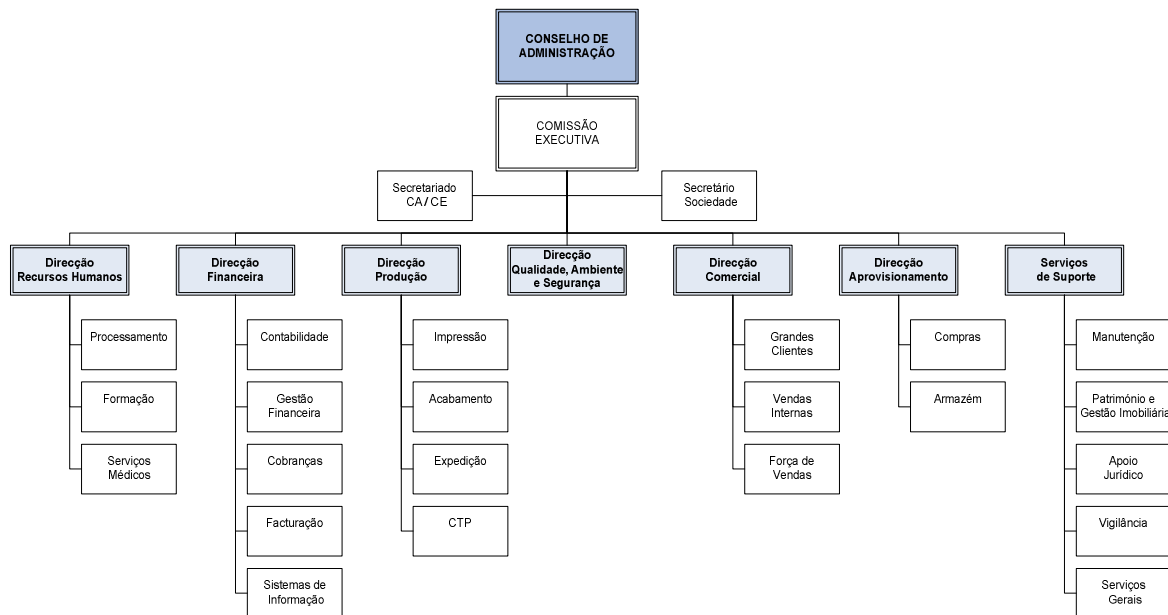 CONSELHO DE
ADMINISTRAÇÃO
COMISSÃO
EXECUTIVA
Secretariado
CA / CE
Secretário
Sociedade
Direcção
Recursos Humanos
Direcção
Financeira
Direcção
Produção
Direcção
Qualidade, Ambiente
e Segurança
Direcção
Comercial
Direcção
Aprovisionamento
Serviços
de Suporte
Processamento
Formação
Serviços
Médicos
Contabilidade
Gestão
Financeira
Cobranças
Facturação
Sistemas de
Informação
Impressão
Acabamento
Expedição
CTP
Grandes
Clientes
Vendas
Internas
Força de
Vendas
Compras
Armazém
Manutenção
Património e
Gestão Imobiliária
Apoio
Jurídico
Vigilância
Serviços
Gerais